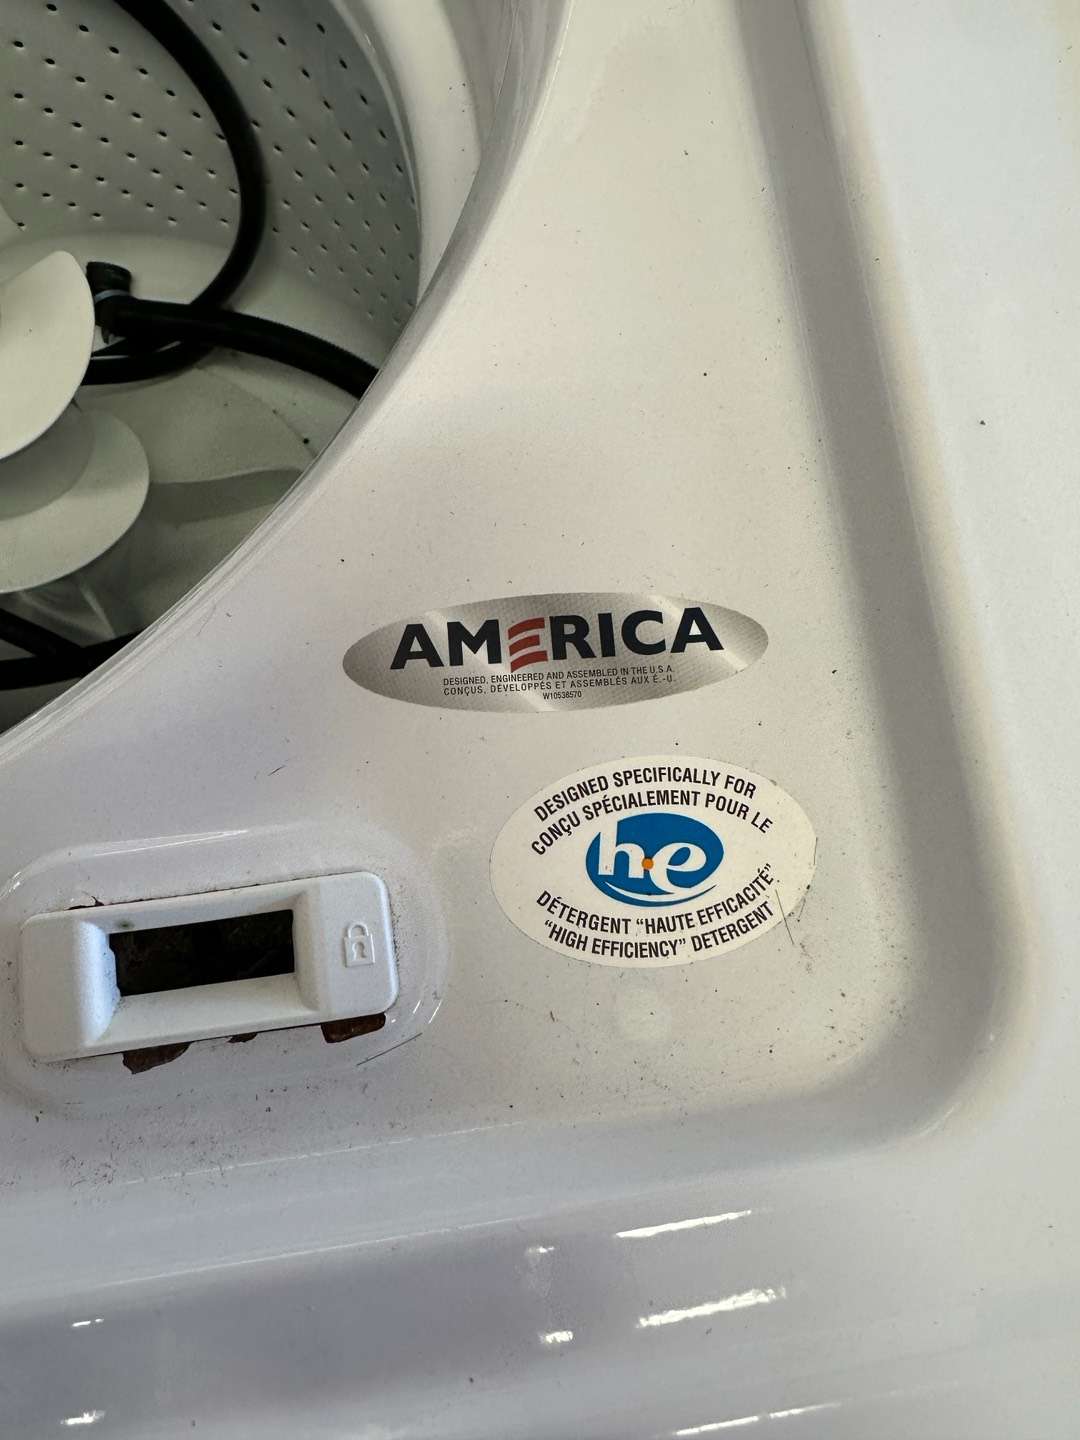 AMERICA
DESIGNED, ENGINEERED AND ASSEMBLED IN THE U.S.A.
CONÇUS, DÉVELOPPÉS ET ASSEMBLÉS AUX É.-U.
W10538570
DESIGNED SPECIFICALLY FOR
CONÇU SPÉCIALEMENT POUR LE
he
DÉTERGENT “HAUTE EFFICACITÉ”
“HIGH EFFICIENCY” DETERGENT